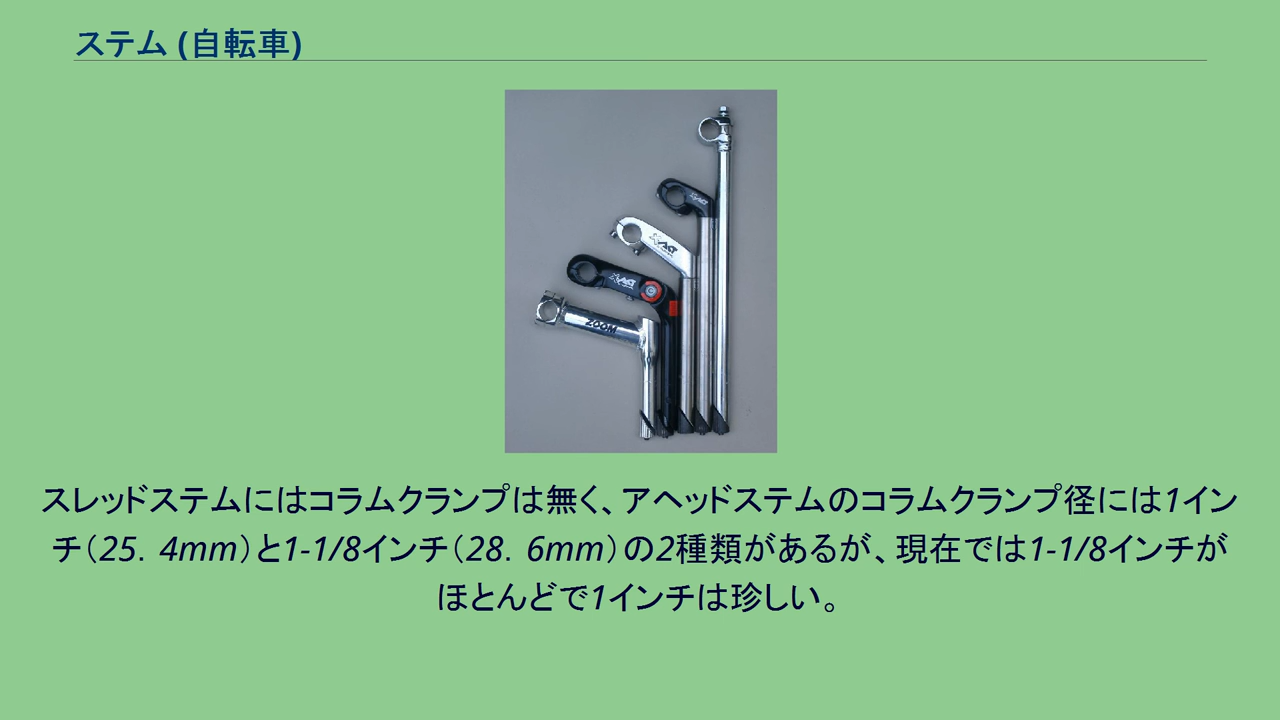 ステム (自転車)
XACT
XACT
XACT
ZOOM
スレッドステムにはコラムクランプは無く、アヘッドステムのコラムクランプ径には1イン
チ（25．4mm）と1-1/8インチ（28．6mm）の2種類があるが、現在では1-1/8インチが
ほとんどで1インチは珍しい。